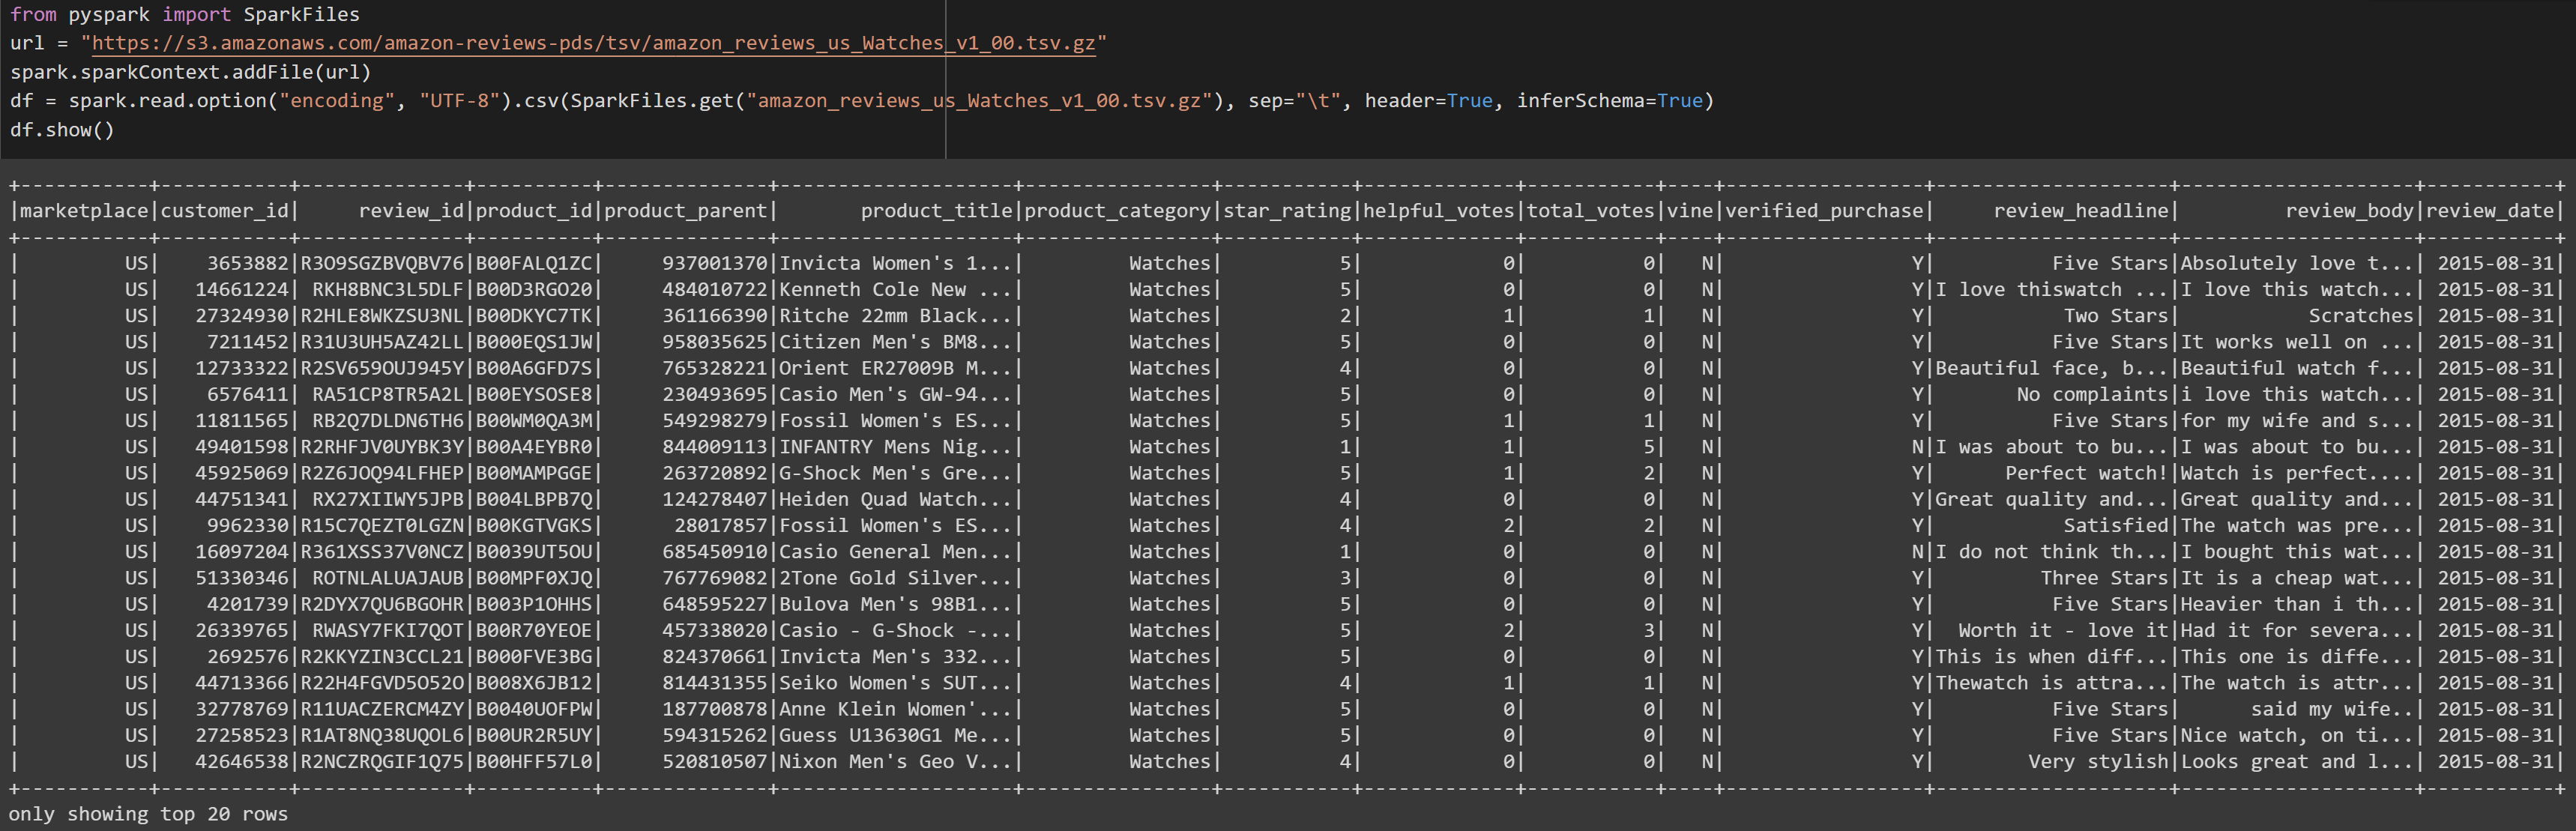 from pyspark import SparkFiles
url = "https://s3.amazonaws.com/amazon-reviews-pds/tsv/amazon_reviews_us_Watches_v1_00.tsv.gz"
spark.sparkContext.addFile(url)
df = spark.read.option("encoding", "UTF-8").csv(SparkFiles.get("amazon_reviews_us_Watches_v1_00.tsv.gz"), sep="\t", header=True, inferSchema=True)
df.show()
+-----------+-----------+--------------+----------+--------------+--------------------+----------------+-----------+-------------+-----------+----+-----------------+--------------------+--------------------+-----------+
|marketplace|customer_id|     review_id|product_id|product_parent|       product_title|product_category|star_rating|helpful_votes|total_votes|vine|verified_purchase|     review_headline|         review_body|review_date|
+-----------+-----------+--------------+----------+--------------+--------------------+----------------+-----------+-------------+-----------+----+-----------------+--------------------+--------------------+-----------+
|         US|    3653882|R3O9SGZBVQBV76|B00FALQ1ZC|     937001370|Invicta Women's 1...|         Watches|          5|            0|          0|   N|                Y|          Five Stars|Absolutely love t...| 2015-08-31|
|         US|   14661224| RKH8BNC3L5DLF|B00D3RGO20|     484010722|Kenneth Cole New ...|         Watches|          5|            0|          0|   N|                Y|I love thiswatch ...|I love this watch...| 2015-08-31|
|         US|   27324930|R2HLE8WKZSU3NL|B00DKYC7TK|     361166390|Ritche 22mm Black...|         Watches|          2|            1|          1|   N|                Y|           Two Stars|           Scratches| 2015-08-31|
|         US|    7211452|R31U3UH5AZ42LL|B000EQS1JW|     958035625|Citizen Men's BM8...|         Watches|          5|            0|          0|   N|                Y|          Five Stars|It works well on ...| 2015-08-31|
|         US|   12733322|R2SV659OUJ945Y|B00A6GFD7S|     765328221|Orient ER27009B M...|         Watches|          4|            0|          0|   N|                Y|Beautiful face, b...|Beautiful watch f...| 2015-08-31|
|         US|    6576411| RA51CP8TR5A2L|B00EYSOSE8|     230493695|Casio Men's GW-94...|         Watches|          5|            0|          0|   N|                Y|       No complaints|i love this watch...| 2015-08-31|
|         US|   11811565| RB2Q7DLDN6TH6|B00WM0QA3M|     549298279|Fossil Women's ES...|         Watches|          5|            1|          1|   N|                Y|          Five Stars|for my wife and s...| 2015-08-31|
|         US|   49401598|R2RHFJV0UYBK3Y|B00A4EYBR0|     844009113|INFANTRY Mens Nig...|         Watches|          1|            1|          5|   N|                N|I was about to bu...|I was about to bu...| 2015-08-31|
|         US|   45925069|R2Z6JOQ94LFHEP|B00MAMPGGE|     263720892|G-Shock Men's Gre...|         Watches|          5|            1|          2|   N|                Y|      Perfect watch!|Watch is perfect....| 2015-08-31|
|         US|   44751341| RX27XIIWY5JPB|B004LBPB7Q|     124278407|Heiden Quad Watch...|         Watches|          4|            0|          0|   N|                Y|Great quality and...|Great quality and...| 2015-08-31|
|         US|    9962330|R15C7QEZT0LGZN|B00KGTVGKS|      28017857|Fossil Women's ES...|         Watches|          4|            2|          2|   N|                Y|           Satisfied|The watch was pre...| 2015-08-31|
|         US|   16097204|R361XSS37V0NCZ|B0039UT5OU|     685450910|Casio General Men...|         Watches|          1|            0|          0|   N|                N|I do not think th...|I bought this wat...| 2015-08-31|
|         US|   51330346| ROTNLALUAJAUB|B00MPF0XJQ|     767769082|2Tone Gold Silver...|         Watches|          3|            0|          0|   N|                Y|         Three Stars|It is a cheap wat...| 2015-08-31|
|         US|    4201739|R2DYX7QU6BGOHR|B003P1OHHS|     648595227|Bulova Men's 98B1...|         Watches|          5|            0|          0|   N|                Y|          Five Stars|Heavier than i th...| 2015-08-31|
|         US|   26339765| RWASY7FKI7QOT|B00R70YEOE|     457338020|Casio - G-Shock -...|         Watches|          5|            2|          3|   N|                Y|  Worth it - love it|Had it for severa...| 2015-08-31|
|         US|    2692576|R2KKYZIN3CCL21|B000FVE3BG|     824370661|Invicta Men's 332...|         Watches|          5|            0|          0|   N|                Y|This is when diff...|This one is diffe...| 2015-08-31|
|         US|   44713366|R22H4FGVD5O52O|B008X6JB12|     814431355|Seiko Women's SUT...|         Watches|          4|            1|          1|   N|                Y|Thewatch is attra...|The watch is attr...| 2015-08-31|
|         US|   32778769|R11UACZERCM4ZY|B0040UOFPW|     187700878|Anne Klein Women'...|         Watches|          5|            0|          0|   N|                Y|          Five Stars|      said my wife..| 2015-08-31|
|         US|   27258523|R1AT8NQ38UQOL6|B00UR2R5UY|     594315262|Guess U13630G1 Me...|         Watches|          5|            0|          0|   N|                Y|          Five Stars|Nice watch, on ti...| 2015-08-31|
|         US|   42646538|R2NCZRQGIF1Q75|B00HFF57L0|     520810507|Nixon Men's Geo V...|         Watches|          4|            0|          0|   N|                Y|        Very stylish|Looks great and l...| 2015-08-31|
+-----------+-----------+--------------+----------+--------------+--------------------+----------------+-----------+-------------+-----------+----+-----------------+--------------------+--------------------+-----------+
only showing top 20 rows